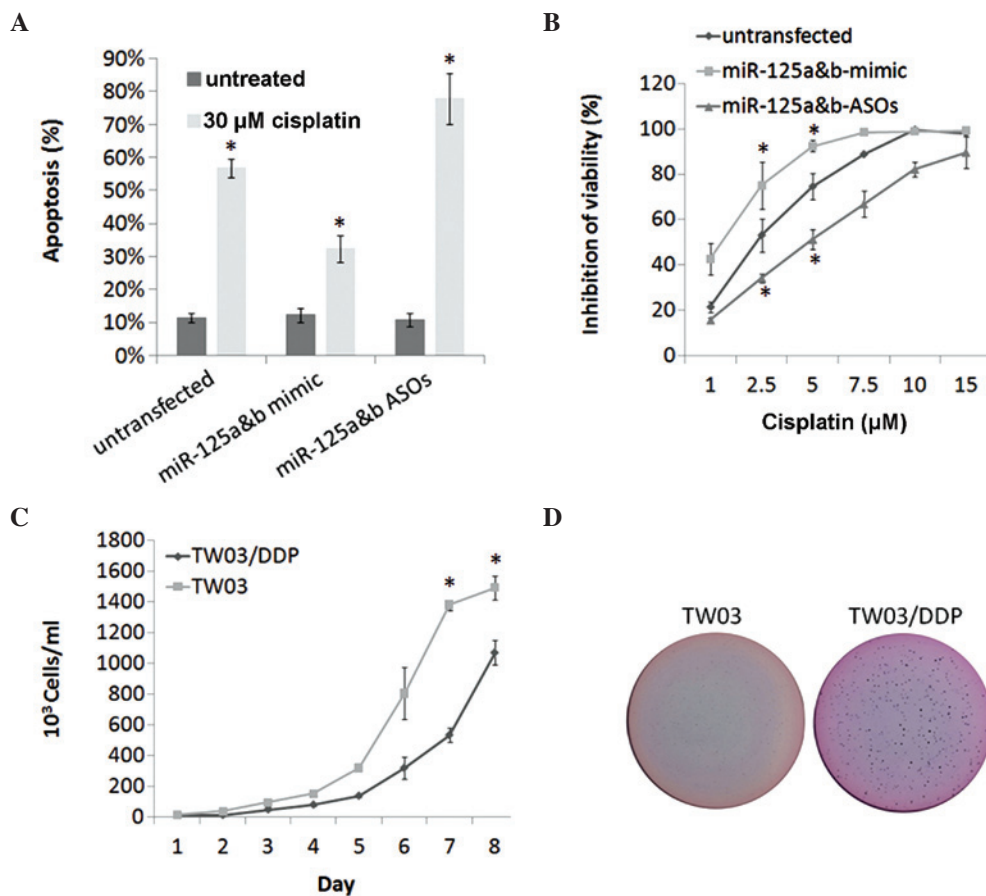 A
90%
80%
70%
60%
50%
40%
30%
20%
10%
0%
Apoptosis (%)
untreated
30 µM cisplatin
*
*
*
untransfected
miR-125a&b mimic
miR-125a&b ASOs
B
untransfected
miR-125a&b-mimic
miR-125a&b-ASOs
120
100
80
60
40
20
0
Inhibition of viability (%)
*
*
*
*
1 2.5 5 7.5 10 15
Cisplatin (µM)
C
1800
1600
1400
1200
1000
800
600
400
200
0
10³ Cells/ml
TW03/DDP
TW03
*
*
1 2 3 4 5 6 7 8
Day
D
TW03
TW03/DDP